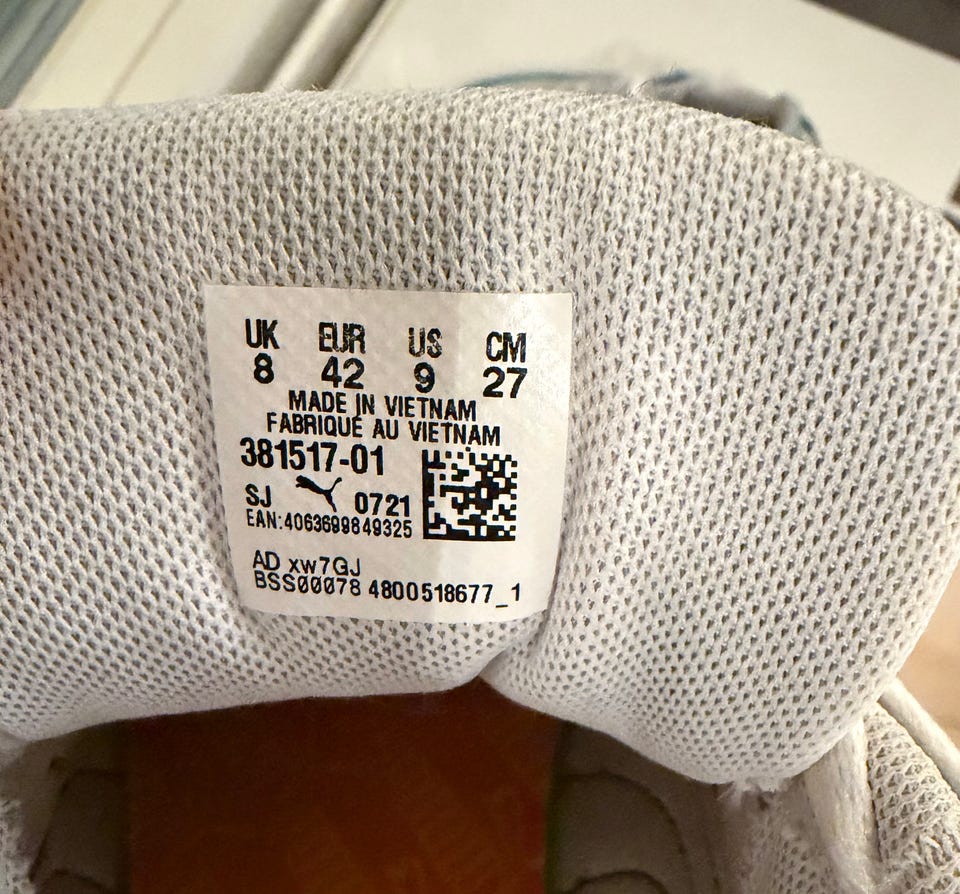 UK EUR US CM
8 42 9 27
MADE IN VIETNAM
FABRIQUÉ AU VIETNAM
381517-01
SJ 0721
EAN:4063699849325
AD xw7GJ
BSS00078 4800518677_1